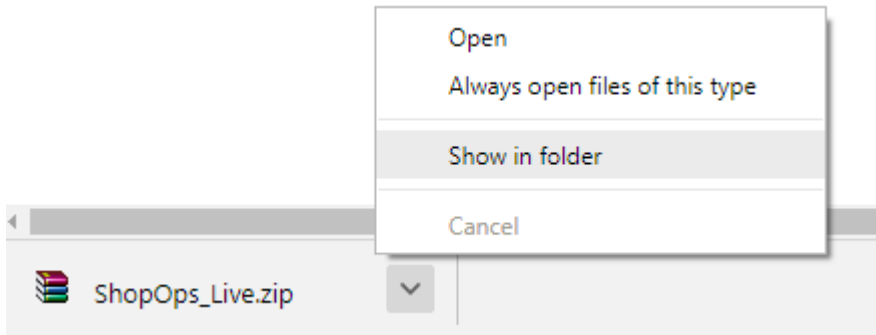 Open
Always open files of this type
Show in folder
Cancel
ShopOps_Live.zip